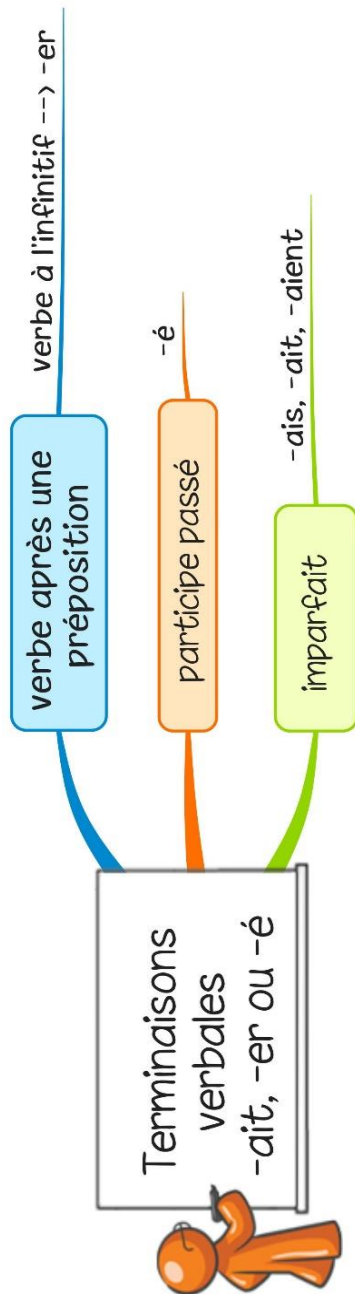 Terminaisons
verbales
-ait, -er ou -é
verbe après une
préposition
verbe à l'infinitif --> -er
participe passé
-é
imparfait
-ais, -ait, -aient